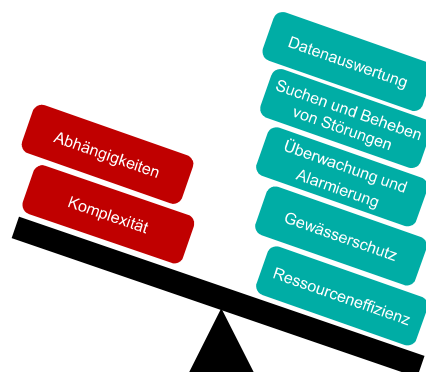 Abhängigkeiten
Komplexität
Datenauswertung
Suchen und Beheben
von Störungen
Überwachung und
Alarmierung
Gewässerschutz
Ressourceneffizienz